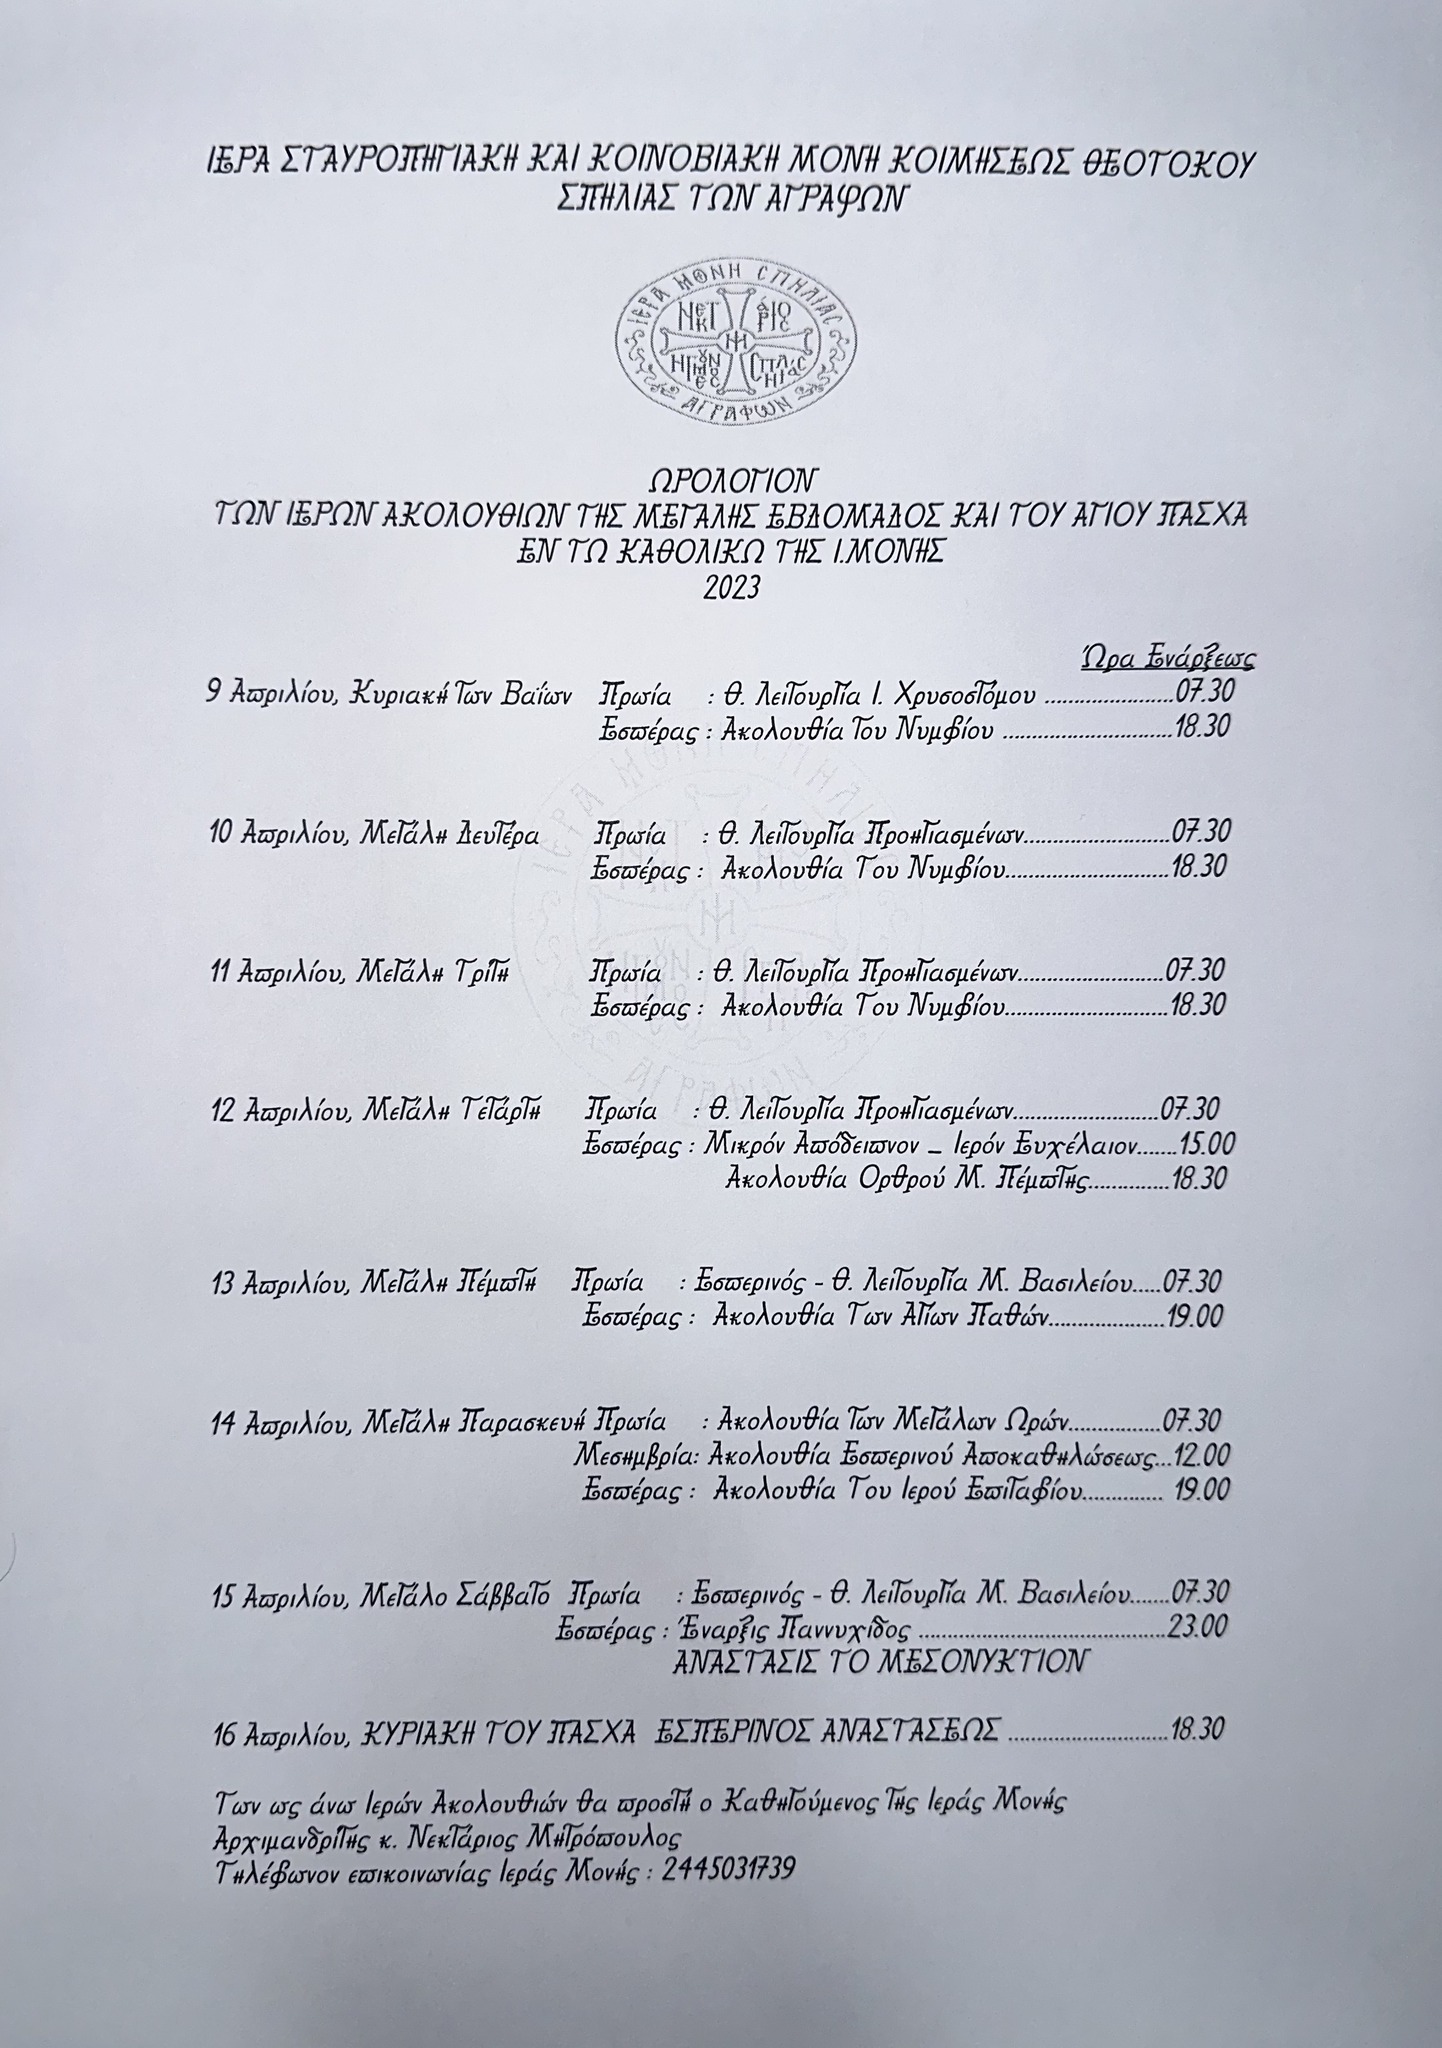 ΙΕΡΑ ΣΤΑΥΡΟΠΗΓΙΑΚΗ ΚΑΙ ΚΟΙΝΟΒΙΑΚΗ ΜΟΝΗ ΚΟΙΜΗΣΕΩΣ ΘΕΟΤΟΚΟΥ
ΣΠΗΛΙΑΣ ΤΩΝ ΑΓΡΑΦΩΝ
ΙΕΡΑ ΜΟΝΗ ΣΠΗΛΙΑΣ
ΑΓΡΑΦΩΝ
ΩΡΟΛΟΓΙΟΝ
ΤΩΝ ΙΕΡΩΝ ΑΚΟΛΟΥΘΙΩΝ ΤΗΣ ΜΕΓΑΛΗΣ ΕΒΔΟΜΑΔΟΣ ΚΑΙ ΤΟΥ ΑΓΙΟΥ ΠΑΣΧΑ
ΕΝ ΤΩ ΚΑΘΟΛΙΚΩ ΤΗΣ Ι.ΜΟΝΗΣ
2023
Ώρα Ενάρξεως
9 Απριλίου, Κυριακή των Βαΐων Πρωία : Θ. Λειτουργία Ι. Χρυσοστόμου ......................07.30
Εσπέρας : Ακολουθία του Νυμφίου .............................18.30
10 Απριλίου, Μεγάλη Δευτέρα Πρωία : Θ. Λειτουργία Προηγιασμένων.........................07.30
Εσπέρας : Ακολουθία Του Νυμφίου............................18.30
11 Απριλίου, Μεγάλη Τρίτη Πρωία : Θ. Λειτουργία Προηγιασμένων.........................07.30
Εσπέρας : Ακολουθία Του Νυμφίου............................18.30
12 Απριλίου, Μεγάλη Τετάρτη Πρωία : Θ. Λειτουργία Προηγιασμένων.........................07.30
Εσπέρας : Μικρόν Απόδειπνον – Ιερόν Ευχέλαιον.......15.00
Ακολουθία Ορθρού Μ. Πέμπτης..............18.30
13 Απριλίου, Μεγάλη Πέμπτη Πρωία : Εσπερινός - Θ. Λειτουργία Μ. Βασιλείου.....07.30
Εσπέρας : Ακολουθία Των Αγίων Παθών....................19.00
14 Απριλίου, Μεγάλη Παρασκευή Πρωία : Ακολουθία των Μεγάλων Ωρών................07.30
Μεσημβρία: Ακολουθία Εσπερινού Αποκαθηλώσεως...12.00
Εσπέρας : Ακολουθία Του Ιερού Επιταφίου.............. 19.00
15 Απριλίου, Μεγάλο Σάββατο Πρωία : Εσπερινός - Θ. Λειτουργία Μ. Βασιλείου.......07.30
Εσπέρας : Έναρξις Παννυχίδος ..........................................23.00
ΑΝΑΣΤΑΣΙΣ ΤΟ ΜΕΣΟΝΥΚΤΙΟΝ
16 Απριλίου, ΚΥΡΙΑΚΗ ΤΟΥ ΠΑΣΧΑ ΕΣΠΕΡΙΝΟΣ ΑΝΑΣΤΑΣΕΩΣ ...........................18.30
Των ως άνω Ιερών Ακολουθιών θα προστή ο Καθηγούμενος της Ιεράς Μονής
Αρχιμανδρίτης κ. Νεκτάριος Μητρόπουλος
Τηλέφωνον επικοινωνίας Ιεράς Μονής : 2445031739